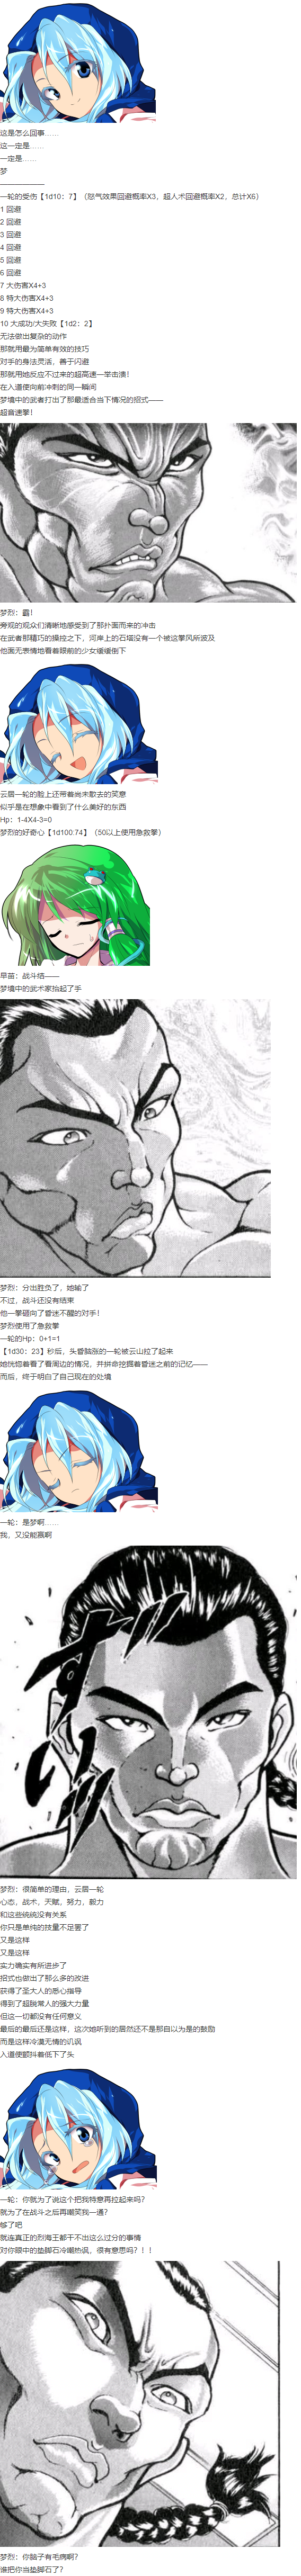 这是怎么回事……
这一定是……
一定是……
梦
——————
一轮的受伤【1d10：7】（怒气效果回避概率X3，超人术回避概率X2，总计X6）
1 回避
2 回避
3 回避
4 回避
5 回避
6 回避
7 大伤害X4+3
8 特大伤害X4+3
9 特大伤害X4+3
10 大成功/大失败【1d2：2】
无法做出复杂的动作
那就用最为简单有效的技巧
对手的身法灵活，善于闪避
那就用她反应不过来的超高速一举击溃！
在入道使向前冲刺的同一瞬间
梦境中的武者打出了那最适合当下情况的招式——
超音速拳！
梦烈：霸！
旁观的观众们清晰地感受到了那扑面而来的冲击
在武者那精巧的操控之下，河岸上的石塔没有一个被这拳风所波及
他面无表情地看着眼前的少女缓缓倒下
云居一轮的脸上还带着尚未散去的笑意
似乎是在想象中看到了什么美好的东西
Hp：1-4X4-3=0
梦烈的好奇心【1d100:74】（50以上使用急救拳）
早苗：战斗结——
梦境中的武术家抬起了手
梦烈：分出胜负了，她输了
不过，战斗还没有结束
他一拳砸向了昏迷不醒的对手！
梦烈使用了急救拳
一轮的Hp：0+1=1
【1d30：23】秒后，头昏脑涨的一轮被云山拉了起来
她恍惚着看了看周边的情况，并拼命挖掘着昏迷之前的记忆——
而后，终于明白了自己现在的处境
一轮：是梦啊……
我，又没能赢啊
梦烈：很简单的理由，云居一轮
心态，战术，天赋，努力，毅力
和这些统统没有关系
你只是单纯的技量不足罢了
又是这样
又是这样
实力确实有所进步了
招式也做出了那么多的改进
获得了圣大人的悉心指导
得到了超脱常人的强大力量
但这一切都没有任何意义
最后的最后还是这样，这次她听到的居然还不是那自以为是的鼓励
而是这样冷漠无情的讥讽
入道使颤抖着低下了头
一轮：你就为了说这个把我特意再拉起来吗？
就为了在战斗之后再嘲笑我一通？
够了吧
就连真正的烈海王都干不出这么过分的事情
对你眼中的垫脚石冷嘲热讽，很有意思吗？！！
梦烈：你脑子有毛病啊？
谁把你当垫脚石了？